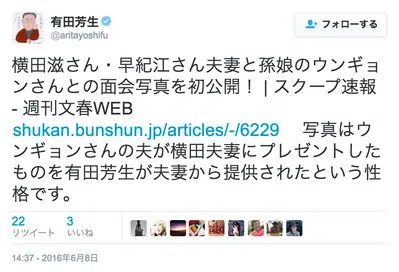 有田芳生
@aritayoshifu
フォローする
横田滋さん・早紀江さん夫妻と孫娘のウンギョ
ンさんとの面会写真を初公開！ | スクープ速報
- 週刊文春WEB
shukan.bunshun.jp/articles/-/6229 写真はウ
ンギョンさんの夫が横田夫妻にプレゼントした
ものを有田芳生が夫妻から提供されたという性
格です。
22 3
リツイート いいね
14:37 - 2016年6月8日